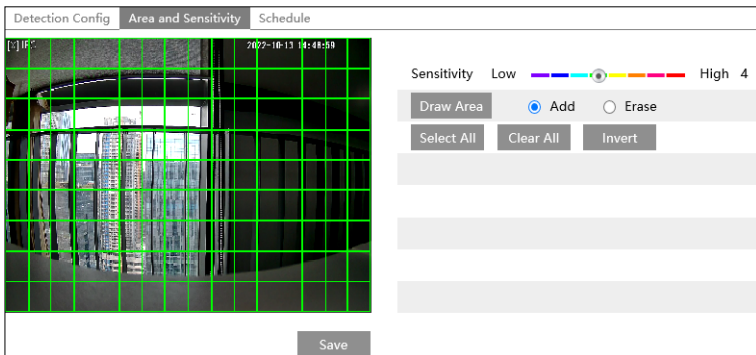 Detection Config Area and Sensitivity Schedule
2022-10-13 14:48:59
Sensitivity Low High 4
Draw Area Add Erase
Select All Clear All Invert
Save